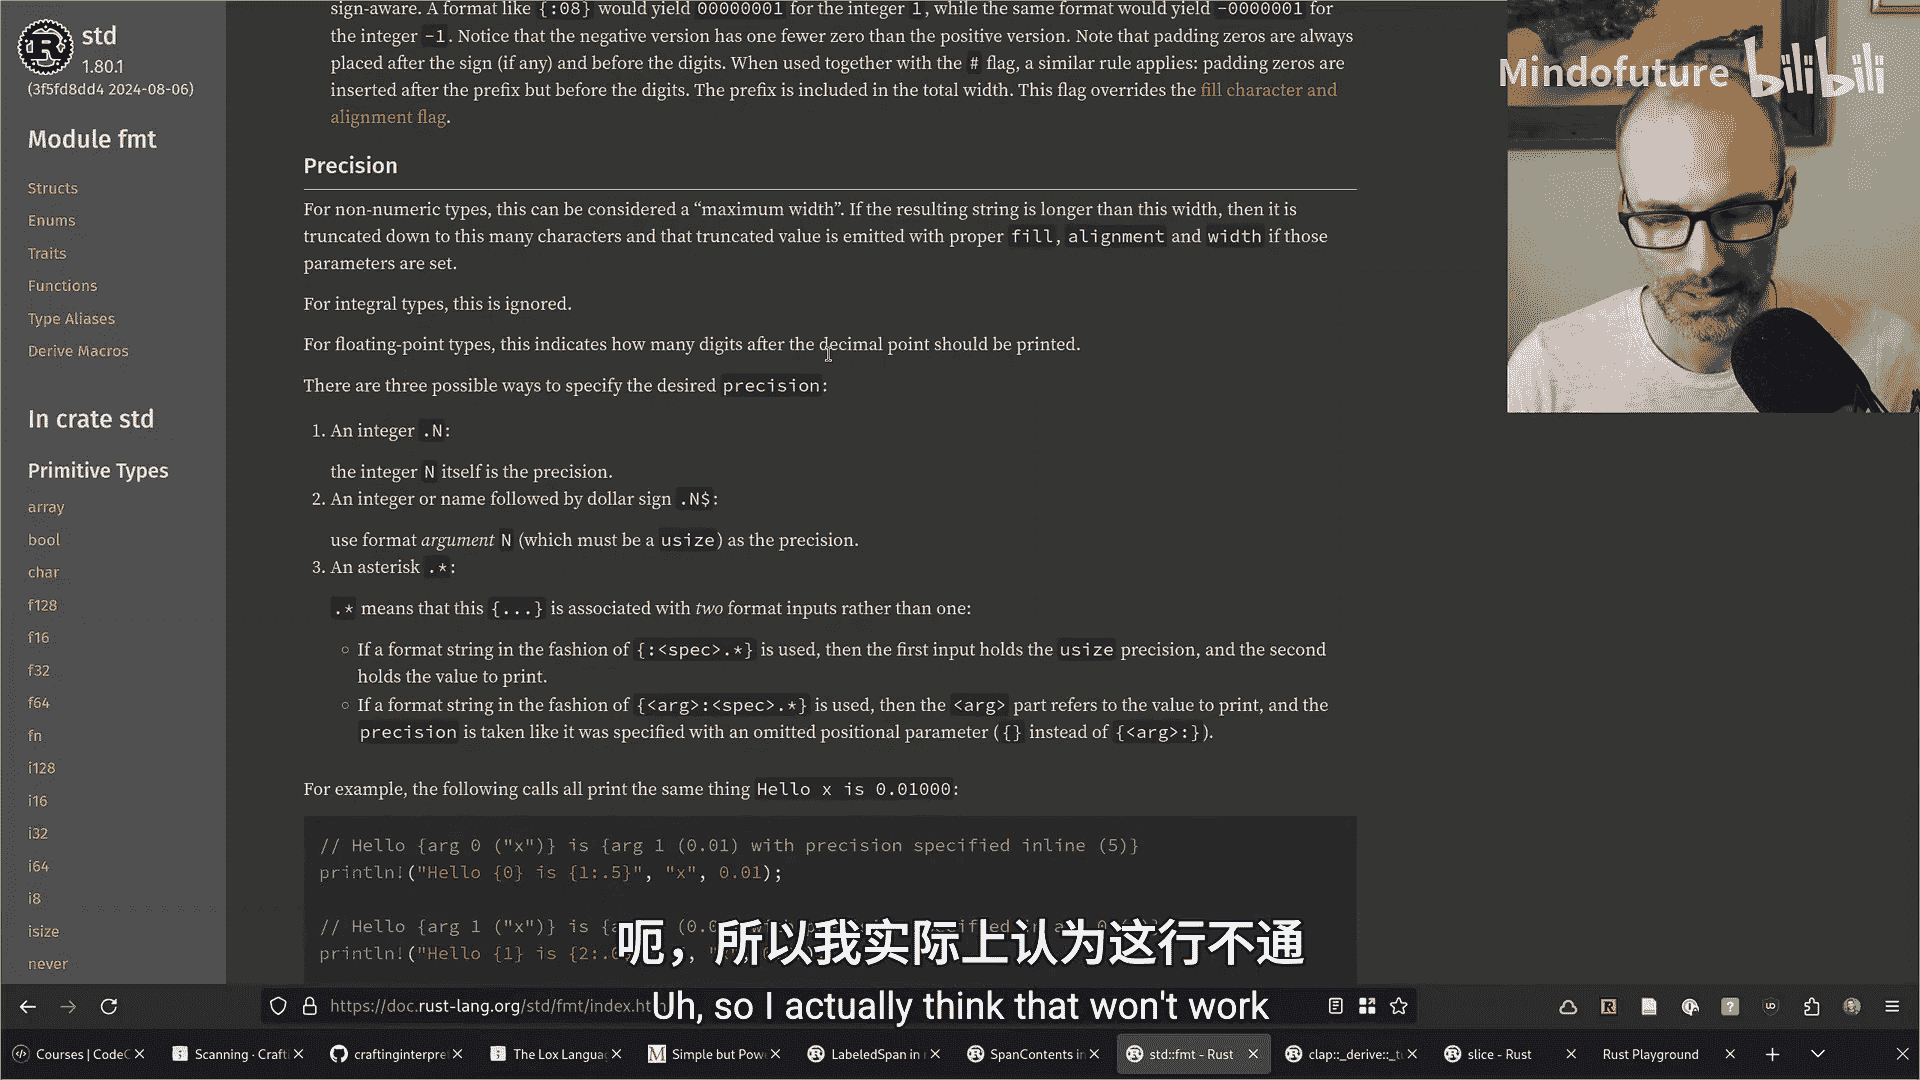 std
1.80.1
(3f5fd8dd4 2024-08-06)
Module fmt
Structs
Enums
Traits
Functions
Type Aliases
Derive Macros
In crate std
Primitive Types
array
bool
char
f128
f16
f32
f64
fn
i128
i16
i32
i64
i8
isize
never
sign-aware. A format like {:08} would yield 00000001 for the integer 1, while the same format would yield -0000001 for
the integer -1. Notice that the negative version has one fewer zero than the positive version. Note that padding zeros are always
placed after the sign (if any) and before the digits. When used together with the # flag, a similar rule applies: padding zeros are
inserted after the prefix but before the digits. The prefix is included in the total width. This flag overrides the fill character and
alignment flag.
Precision
For non-numeric types, this can be considered a “maximum width”. If the resulting string is longer than this width, then it is
truncated down to this many characters and that truncated value is emitted with proper fill, alignment and width if those
parameters are set.
For integral types, this is ignored.
For floating-point types, this indicates how many digits after the decimal point should be printed.
There are three possible ways to specify the desired precision:
1. An integer .N:
the integer N itself is the precision.
2. An integer or name followed by dollar sign .N$:
use format argument N (which must be a usize) as the precision.
3. An asterisk .*:
.* means that this {...} is associated with two format inputs rather than one:
◦ If a format string in the fashion of {:<spec>.*} is used, then the first input holds the usize precision, and the second
holds the value to print.
◦ If a format string in the fashion of {<arg>:<spec>.*} is used, then the <arg> part refers to the value to print, and the
precision is taken like it was specified with an omitted positional parameter ({} instead of {<arg>:}).
For example, the following calls all print the same thing Hello x is 0.01000:
// Hello {arg 0 ("x")} is {arg 1 (0.01) with precision specified inline (5)}
println!("Hello {0} is {1:.5}", "x", 0.01);
// Hello {arg 1 ("x")} is {
println!("Hello {1} is {2:.
Mindofuture bilibili
呃，所以我实际上认为这行不通
Uh, so I actually think that won't work
https://doc.rust-lang.org/std/fmt/index.ht
Courses | Code
Scanning · Craft
craftinginterpre
The Lox Langua
Simple but Pow
LabeledSpan in
SpanContents in
std::fmt - Rust
clap::_derive::_t
slice - Rust
Rust Playground